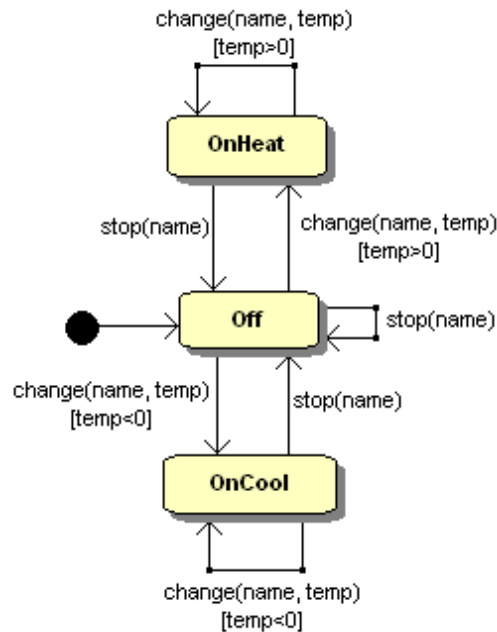 change(name, temp)
[temp>0]
OnHeat
stop(name)
change(name, temp)
[temp>0]
Off
stop(name)
change(name, temp)
[temp<0]
stop(name)
OnCool
change(name, temp)
[temp<0]